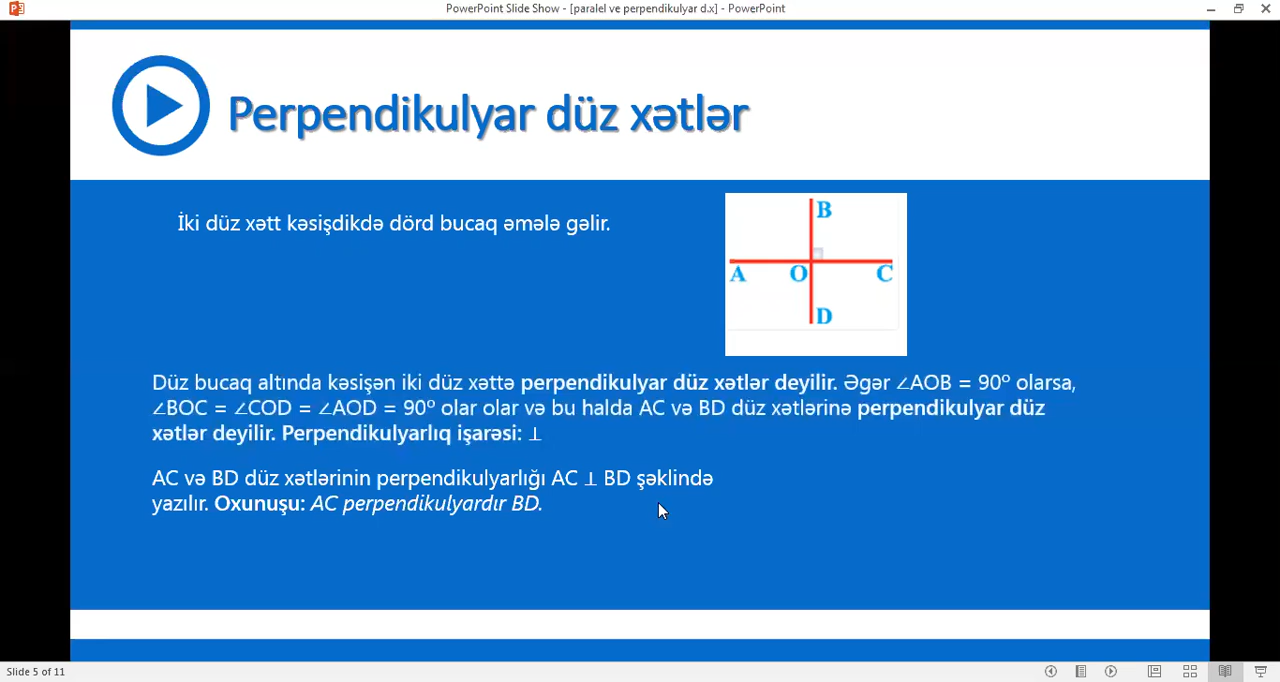 PowerPoint Slide Show - [paralel ve perpendikulyar d.x] - PowerPoint
Perpendikulyar düz xətlər
İki düz xətt kəsişdikdə dörd bucaq əmələ gəlir.
B
A O C
D
Düz bucaq altında kəsişən iki düz xəttə perpendikulyar düz xətlər deyilir. Əgər ∠AOB = 90º olarsa,
∠BOC = ∠COD = ∠AOD = 90º olar olar və bu halda AC və BD düz xətlərinə perpendikulyar düz
xətlər deyilir. Perpendikulyarlıq işarəsi: ⊥
AC və BD düz xətlərinin perpendikulyarlığı AC ⊥ BD şəklində
yazılır. Oxunuşu: AC perpendikulyardır BD.
Slide 5 of 11